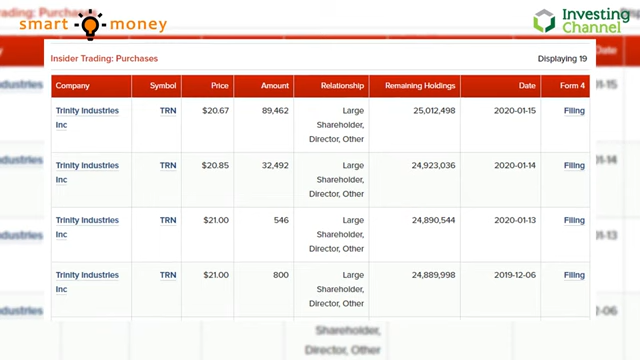 smart money
Investing
Channel
Insider Trading: Purchases
Displaying 19
Company Symbol Price Amount Relationship Remaining Holdings Date Form 4
Trinity Industries Inc TRN $20.67 89,462 Large Shareholder, Director, Other 25,012,498 2020-01-15 Filing
Trinity Industries Inc TRN $20.85 32,492 Large Shareholder, Director, Other 24,923,036 2020-01-14 Filing
Trinity Industries Inc TRN $21.00 546 Large Shareholder, Director, Other 24,890,544 2020-01-13 Filing
Trinity Industries Inc TRN $21.00 800 Large Shareholder, Director, Other 24,889,998 2019-12-06 Filing
Shareholder,
Director, Other